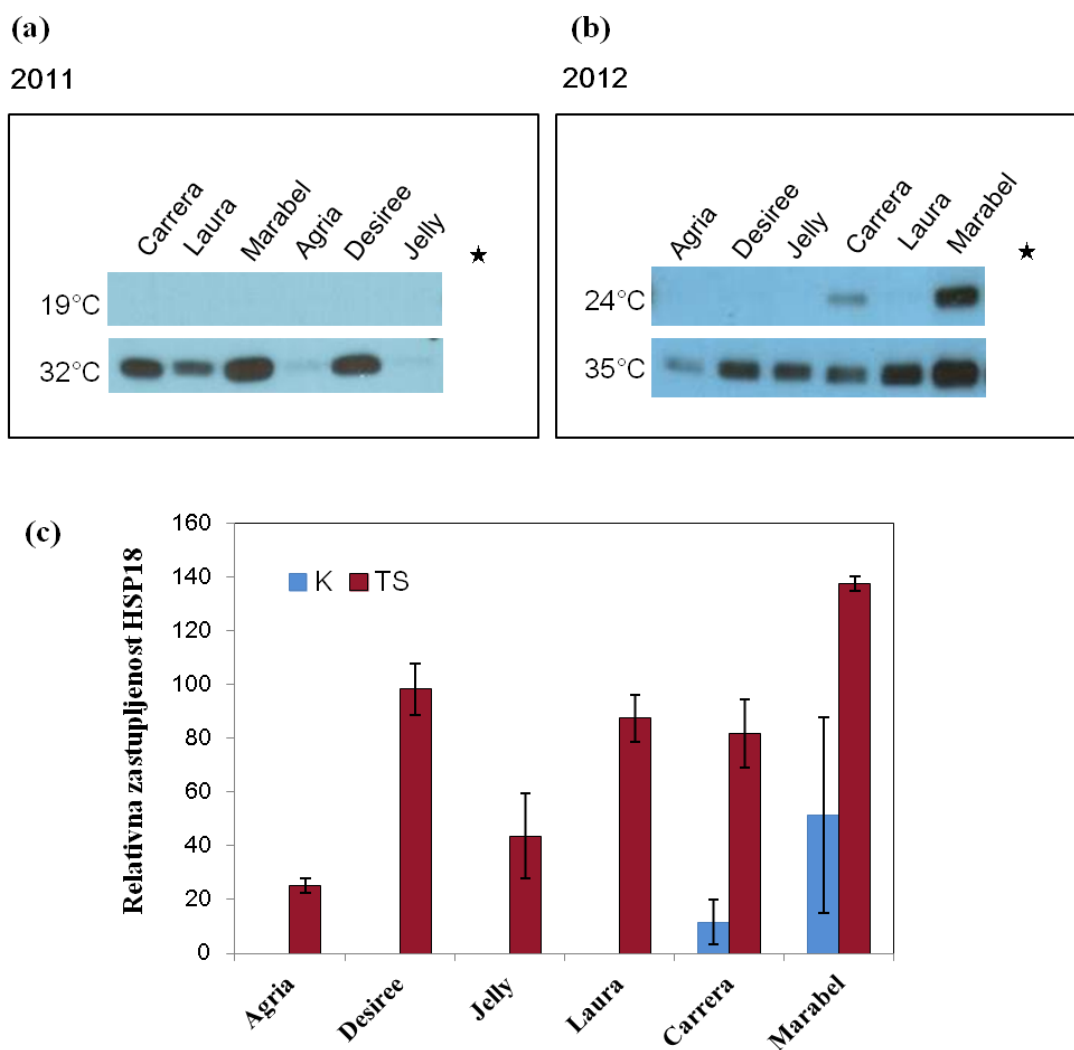 (a)
2011
Carrera Laura Marabel Agria Desiree Jelly
★
19°C
32°C
(b)
2012
Agria Desiree Jelly Carrera Laura Marabel
★
24°C
35°C
(c)
Relativna zastupljenost HSP18
160
140
120
100
80
60
40
20
0
K TS
Agria Desiree Jelly Laura Carrera Marabel